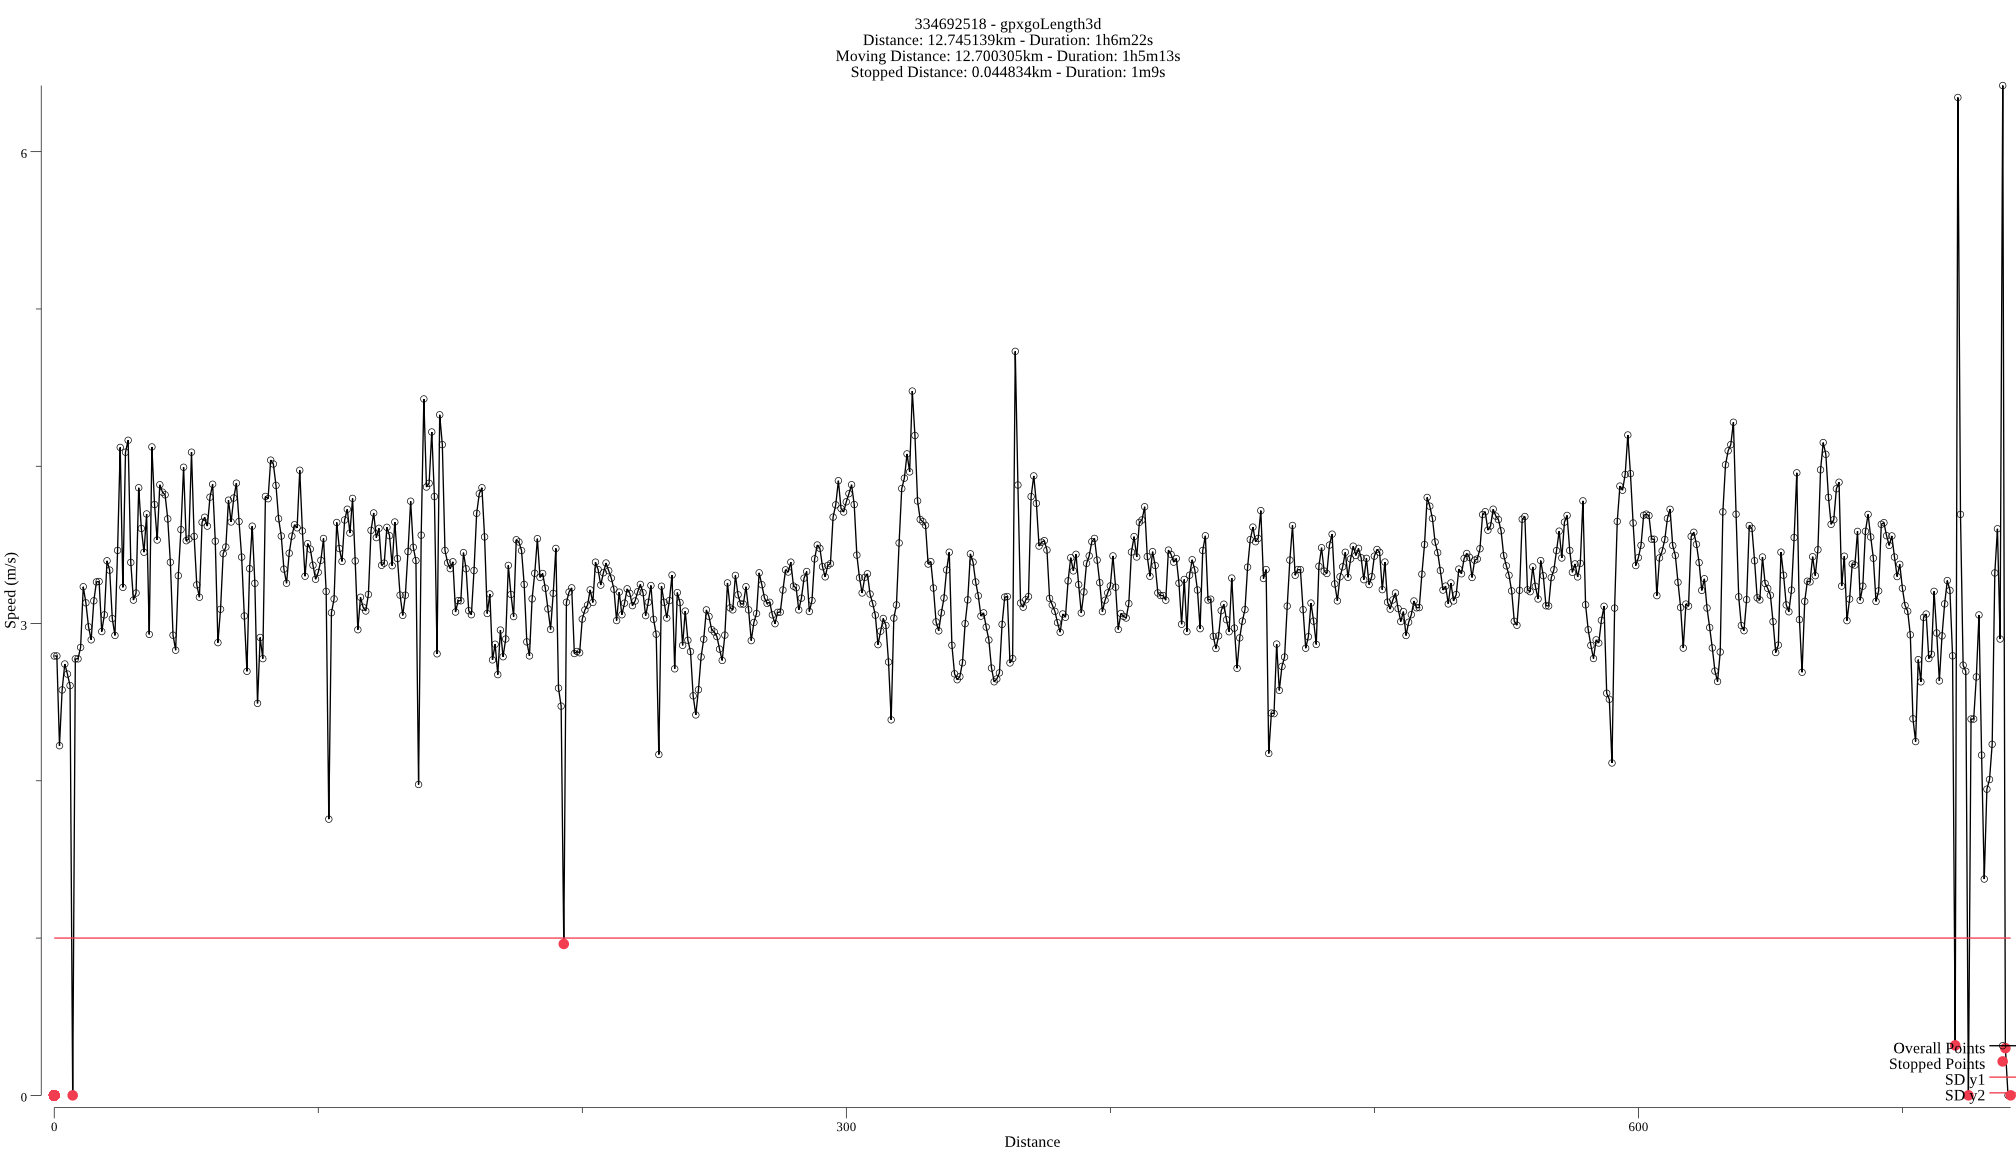 334692518 - gpxgoLength3d
Distance: 12.745139km - Duration: 1h6m22s
Moving Distance: 12.700305km - Duration: 1h5m13s
Stopped Distance: 0.044834km - Duration: 1m9s
6
3
0
Speed (m/s)
0
300
600
Distance
Overall Points
Stopped Points
SD y1
SD y2